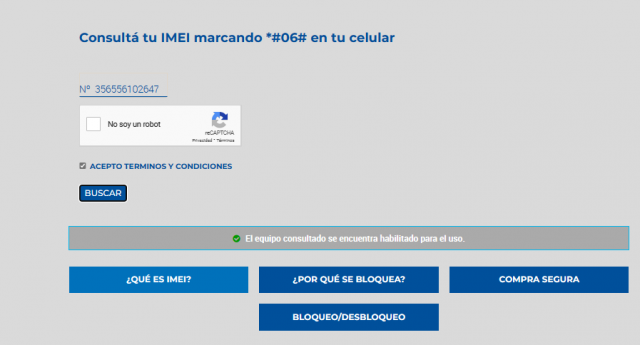 Consultá tu IMEI marcando *#06# en tu celular
Nº 356556102647
No soy un robot
reCAPTCHA
Privacidad * Términos
ACEPTO TERMINOS Y CONDICIONES
BUSCAR
El equipo consultado se encuentra habilitado para el uso.
¿QUÉ ES IMEI?
¿POR QUÉ SE BLOQUEA?
COMPRA SEGURA
BLOQUEO/DESBLOQUEO